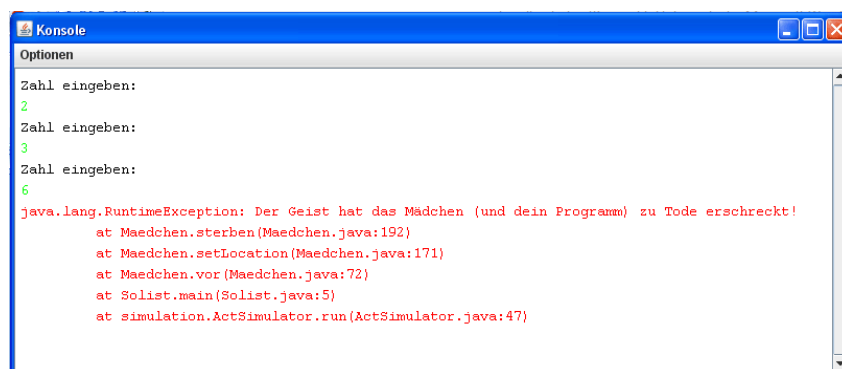 Konsole
Optionen
Zahl eingeben:
2
Zahl eingeben:
3
Zahl eingeben:
6
java.lang.RuntimeException: Der Geist hat das Mädchen (und dein Programm) zu Tode erschreckt!
at Maedchen.sterben(Maedchen.java:192)
at Maedchen.setLocation(Maedchen.java:171)
at Maedchen.vor(Maedchen.java:72)
at Solist.main(Solist.java:5)
at simulation.ActSimulator.run(ActSimulator.java:47)